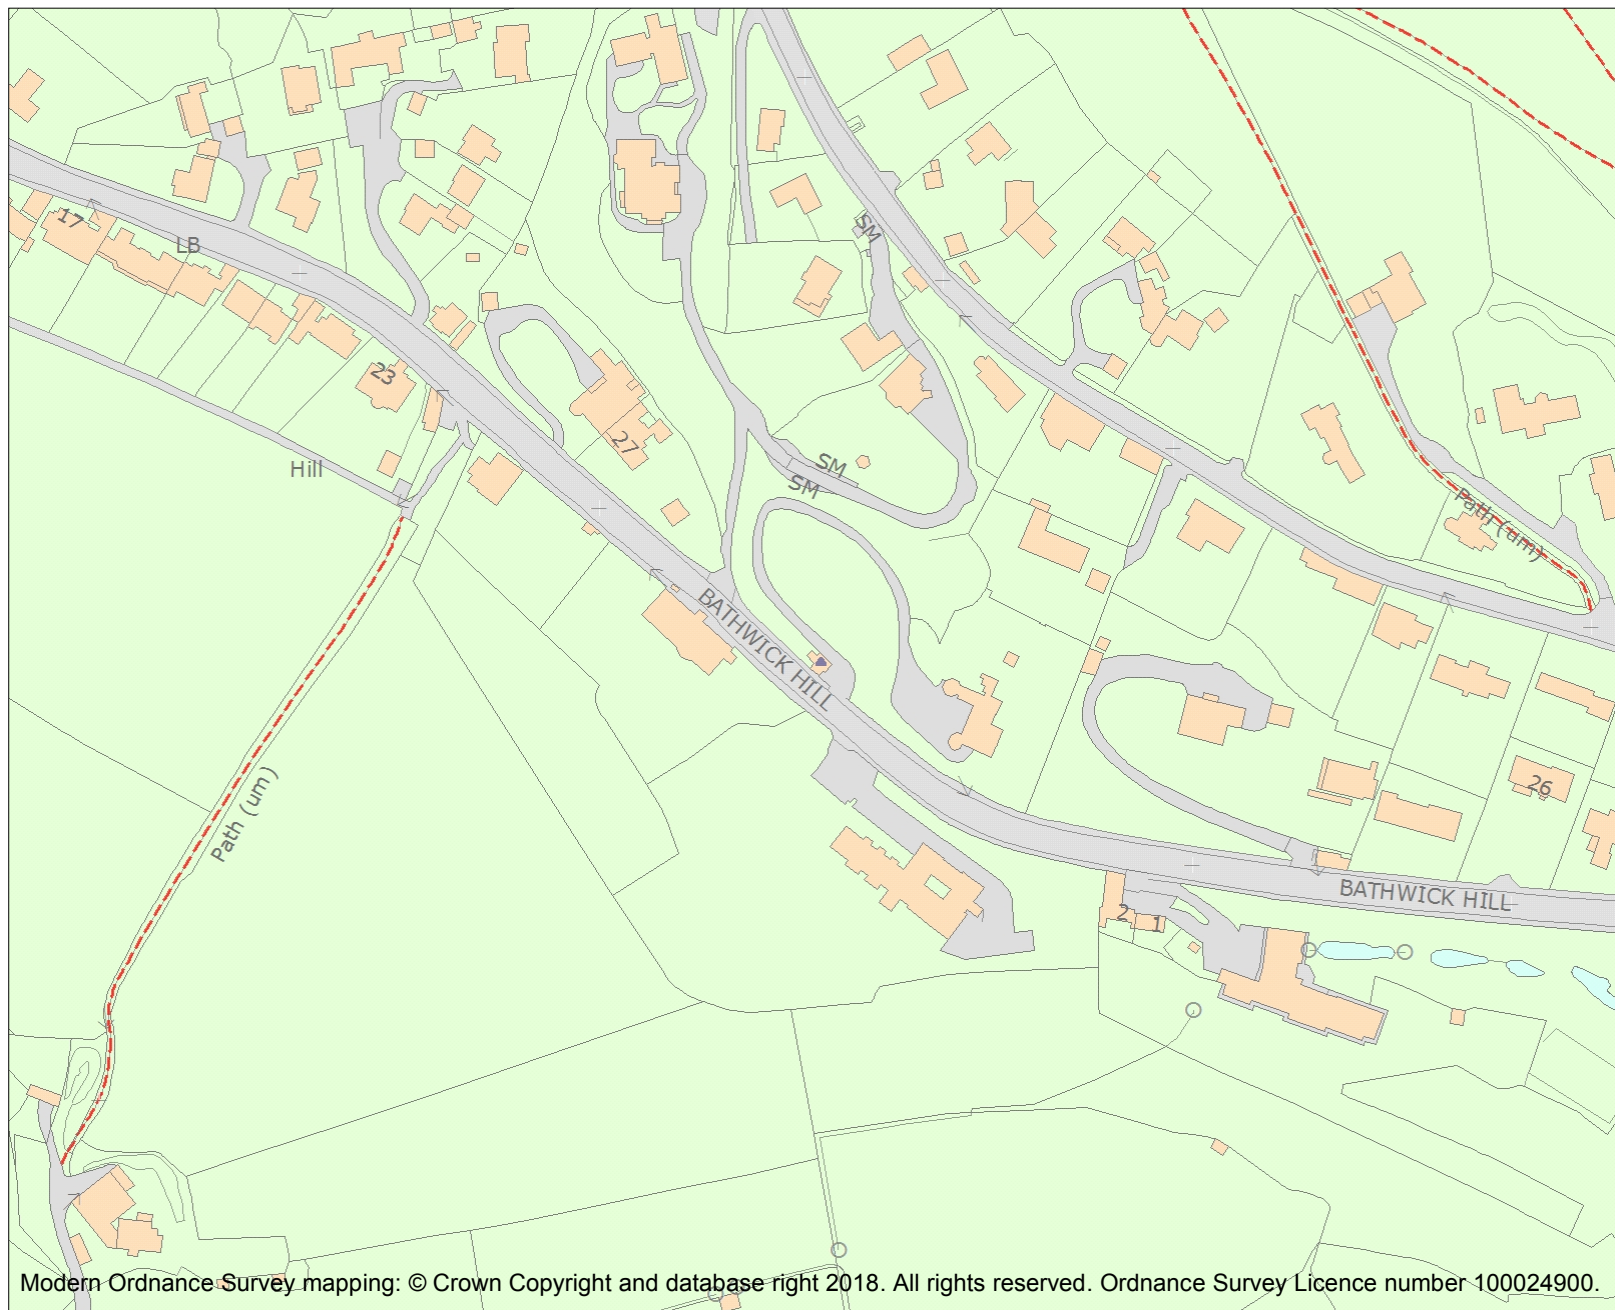 17
LB
SM
23
27
Hill
SM
SM
Path (um)
BATHWICK HILL
Path (um)
26
BATHWICK HILL
2
1
Modern Ordnance Survey mapping: © Crown Copyright and database right 2018. All rights reserved. Ordnance Survey Licence number 100024900.